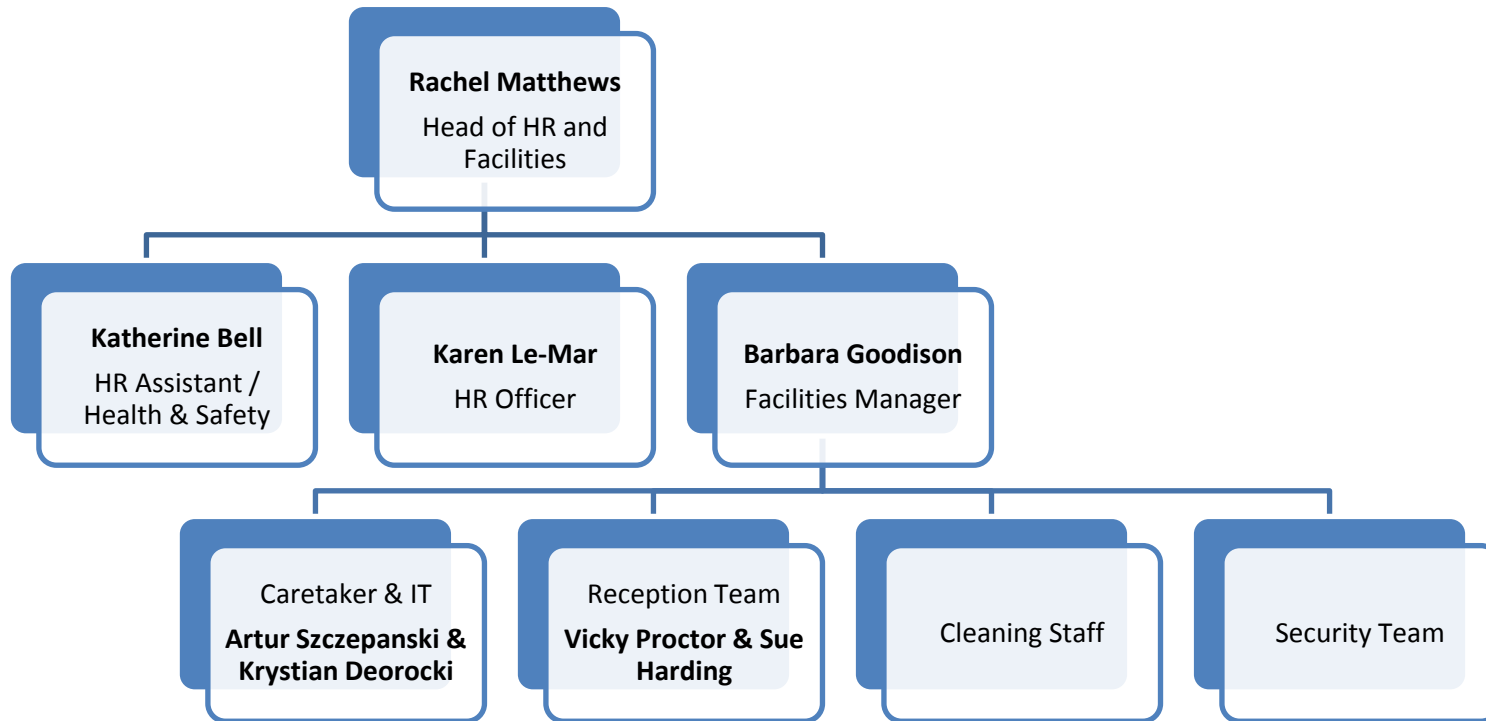 Rachel Matthews
Head of HR and
Facilities
Katherine Bell
HR Assistant /
Health & Safety
Karen Le-Mar
HR Officer
Barbara Goodison
Facilities Manager
Caretaker & IT
Artur Szczepanski &
Krystian Deorocki
Reception Team
Vicky Proctor & Sue
Harding
Cleaning Staff
Security Team